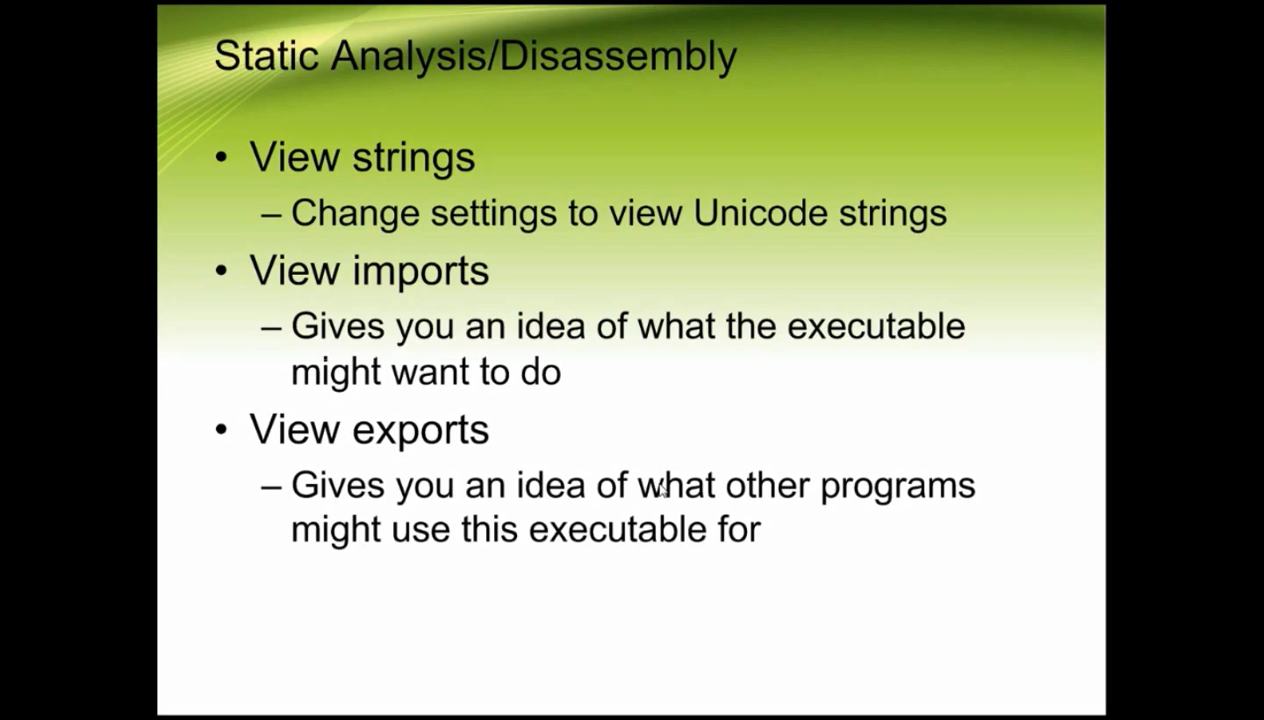 Static Analysis/Disassembly
• View strings
– Change settings to view Unicode strings
• View imports
– Gives you an idea of what the executable
might want to do
• View exports
– Gives you an idea of what other programs
might use this executable for